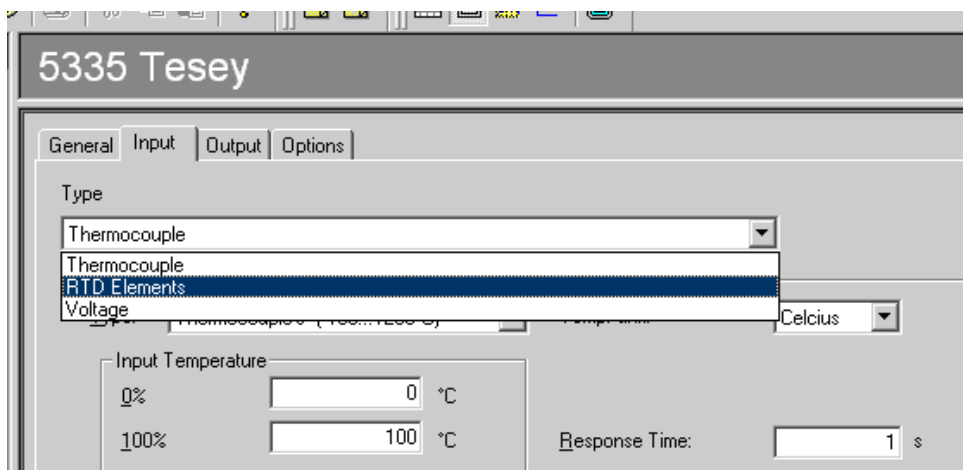 5335 Tesey
General Input Output Options
Type
Thermocouple
Thermocouple
RTD Elements
Voltage
Celcius
Input Temperature
0% 0 °C
100% 100 °C Response Time: 1 s